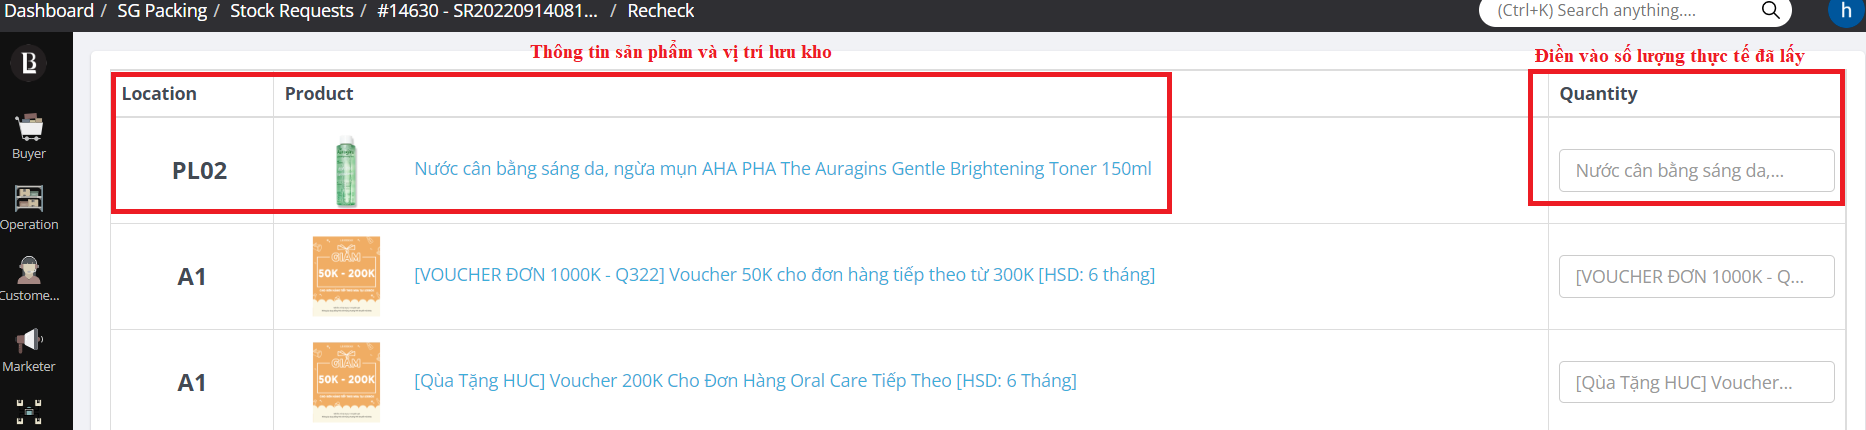 Dashboard / SG Packing / Stock Requests / #14630 - SR20220914081... / Recheck
(Ctrl+K) Search anything....
h
Thông tin sản phẩm và vị trí lưu kho
Điền vào số lượng thực tế đã lấy
Location
Product
Quantity
PL02
Nước cân bằng sáng da, ngừa mụn AHA PHA The Auragins Gentle Brightening Toner 150ml
Nước cân bằng sáng da,...
A1
GIẢM
50K - 200K
[VOUCHER ĐƠN 1000K - Q322] Voucher 50K cho đơn hàng tiếp theo từ 300K [HSD: 6 tháng]
[VOUCHER ĐƠN 1000K - Q...
A1
GIẢM
50K - 200K
[Qùa Tặng HUC] Voucher 200K Cho Đơn Hàng Oral Care Tiếp Theo [HSD: 6 Tháng]
[Qùa Tặng HUC] Voucher...
Buyer
Operation
Custome...
Marketer